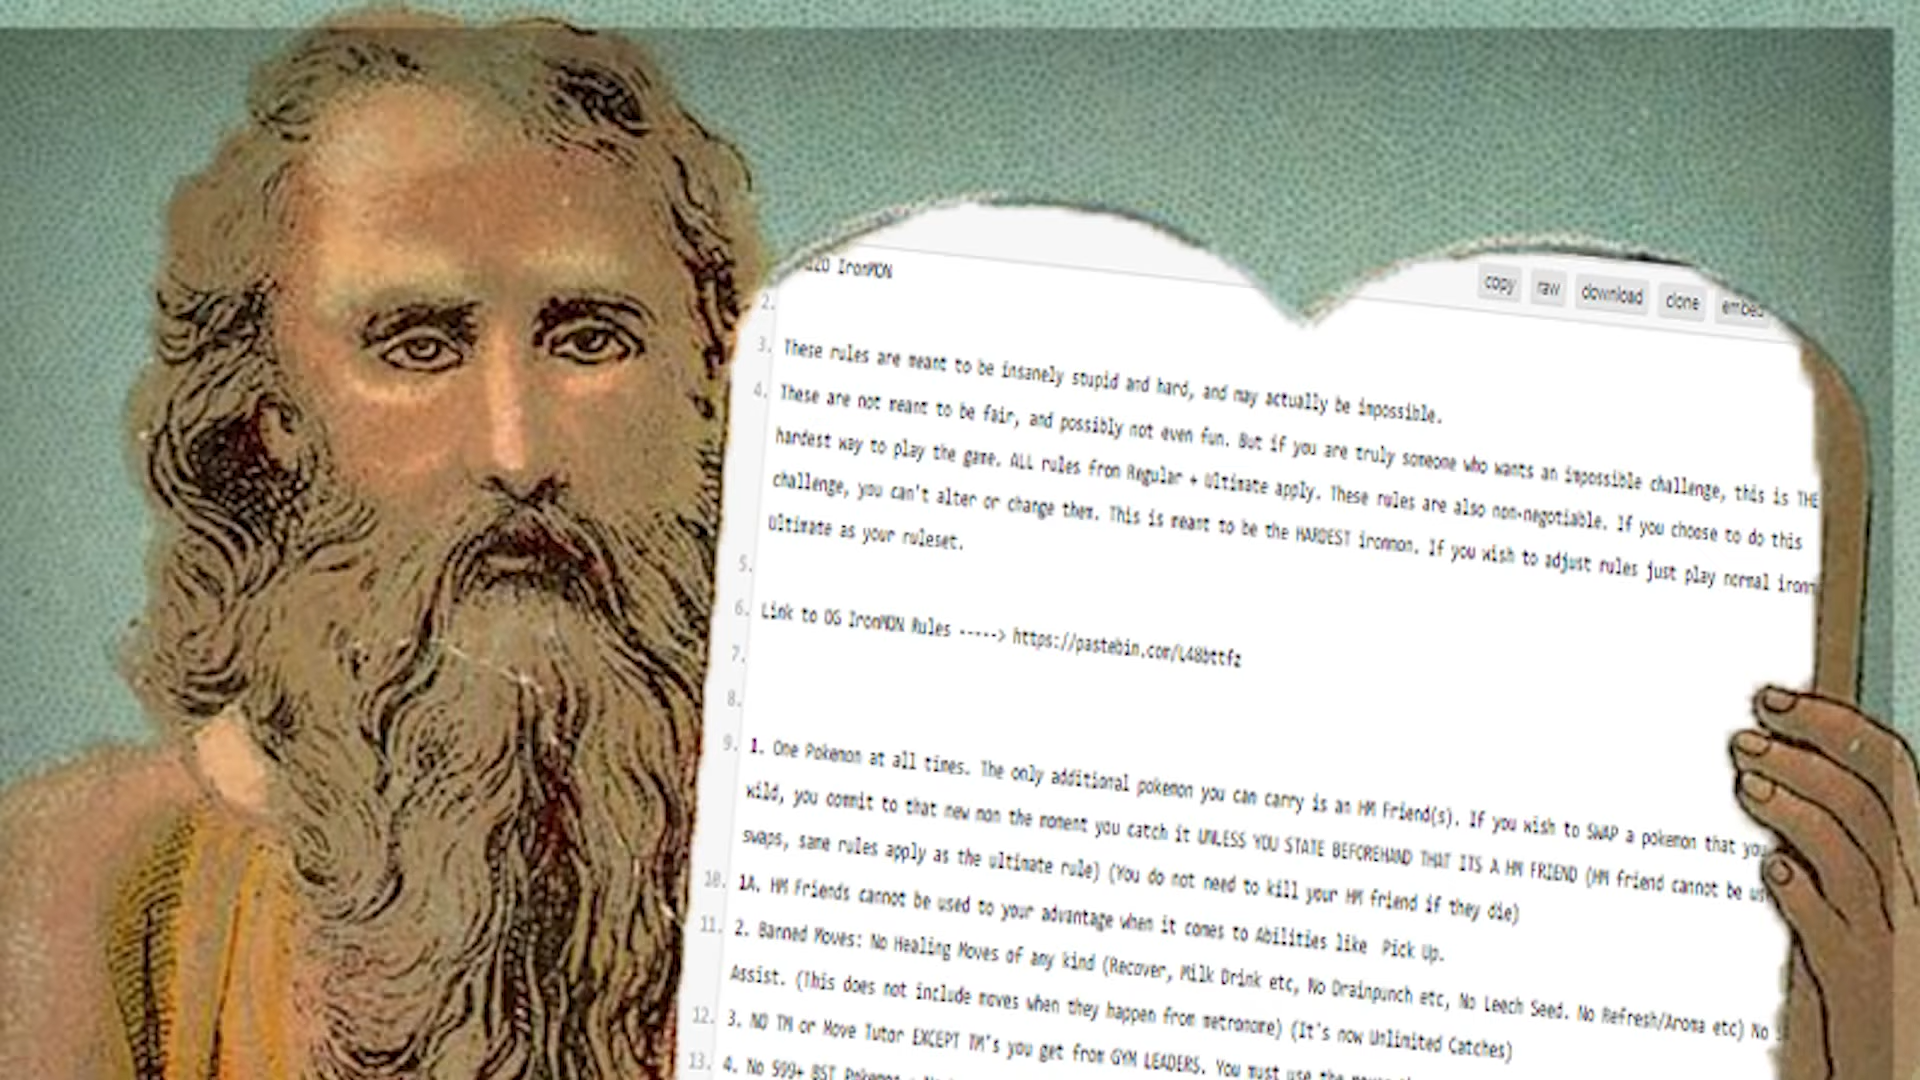 IronMON
copy raw download clone embed
2.
3. These rules are meant to be insanely stupid and hard, and may actually be impossible.
4. These are not meant to be fair, and possibly not even fun. But if you are truly someone who wants an impossible challenge, this is THE
hardest way to play the game. ALL rules from Regular + Ultimate apply. These rules are also non-negotiable. If you choose to do this
challenge, you can't alter or change them. This is meant to be the HARDEST ironmon. If you wish to adjust rules just play normal
Ultimate as your ruleset.
5.
6. Link to OG IronMON Rules -----> https://pastebin.com/L48bttfz
7.
8.
9. 1. One Pokemon at all times. The only additional pokemon you can carry is an HM Friend(s). If you wish to SWAP a pokemon that you
wild, you commit to that new mon the moment you catch it UNLESS YOU STATE BEFOREHAND THAT ITS A HM FRIEND (HM friend cannot be
swaps, same rules apply as the ultimate rule) (You do not need to kill your HM friend if they die)
10. 1A. HM Friends cannot be used to your advantage when it comes to Abilities like Pick Up.
11. 2. Banned Moves: No Healing Moves of any kind (Recover, Milk Drink etc, No Drainpunch etc, No Leech Seed. No Refresh/Aroma etc) No
Assist. (This does not include moves when they happen from metronome) (It's now Unlimited Catches)
12. 3. NO TM or Move Tutor EXCEPT TM's you get from GYM LEADERS. You must use the
13. 4. No 599+ BST Pokemon